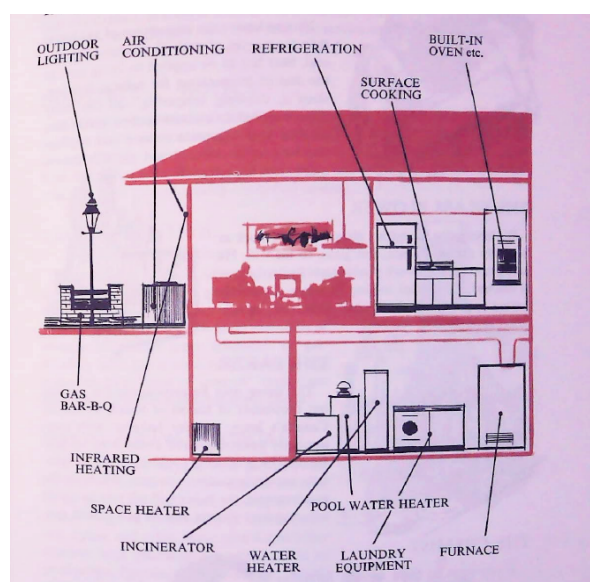 OUTDOOR
LIGHTING
AIR
CONDITIONING
REFRIGERATION
BUILT-IN
OVEN etc.
SURFACE
COOKING
GAS
BAR-B-Q
INFRARED
HEATING
SPACE HEATER
INCINERATOR
WATER
HEATER
POOL WATER HEATER
LAUNDRY
EQUIPMENT
FURNACE